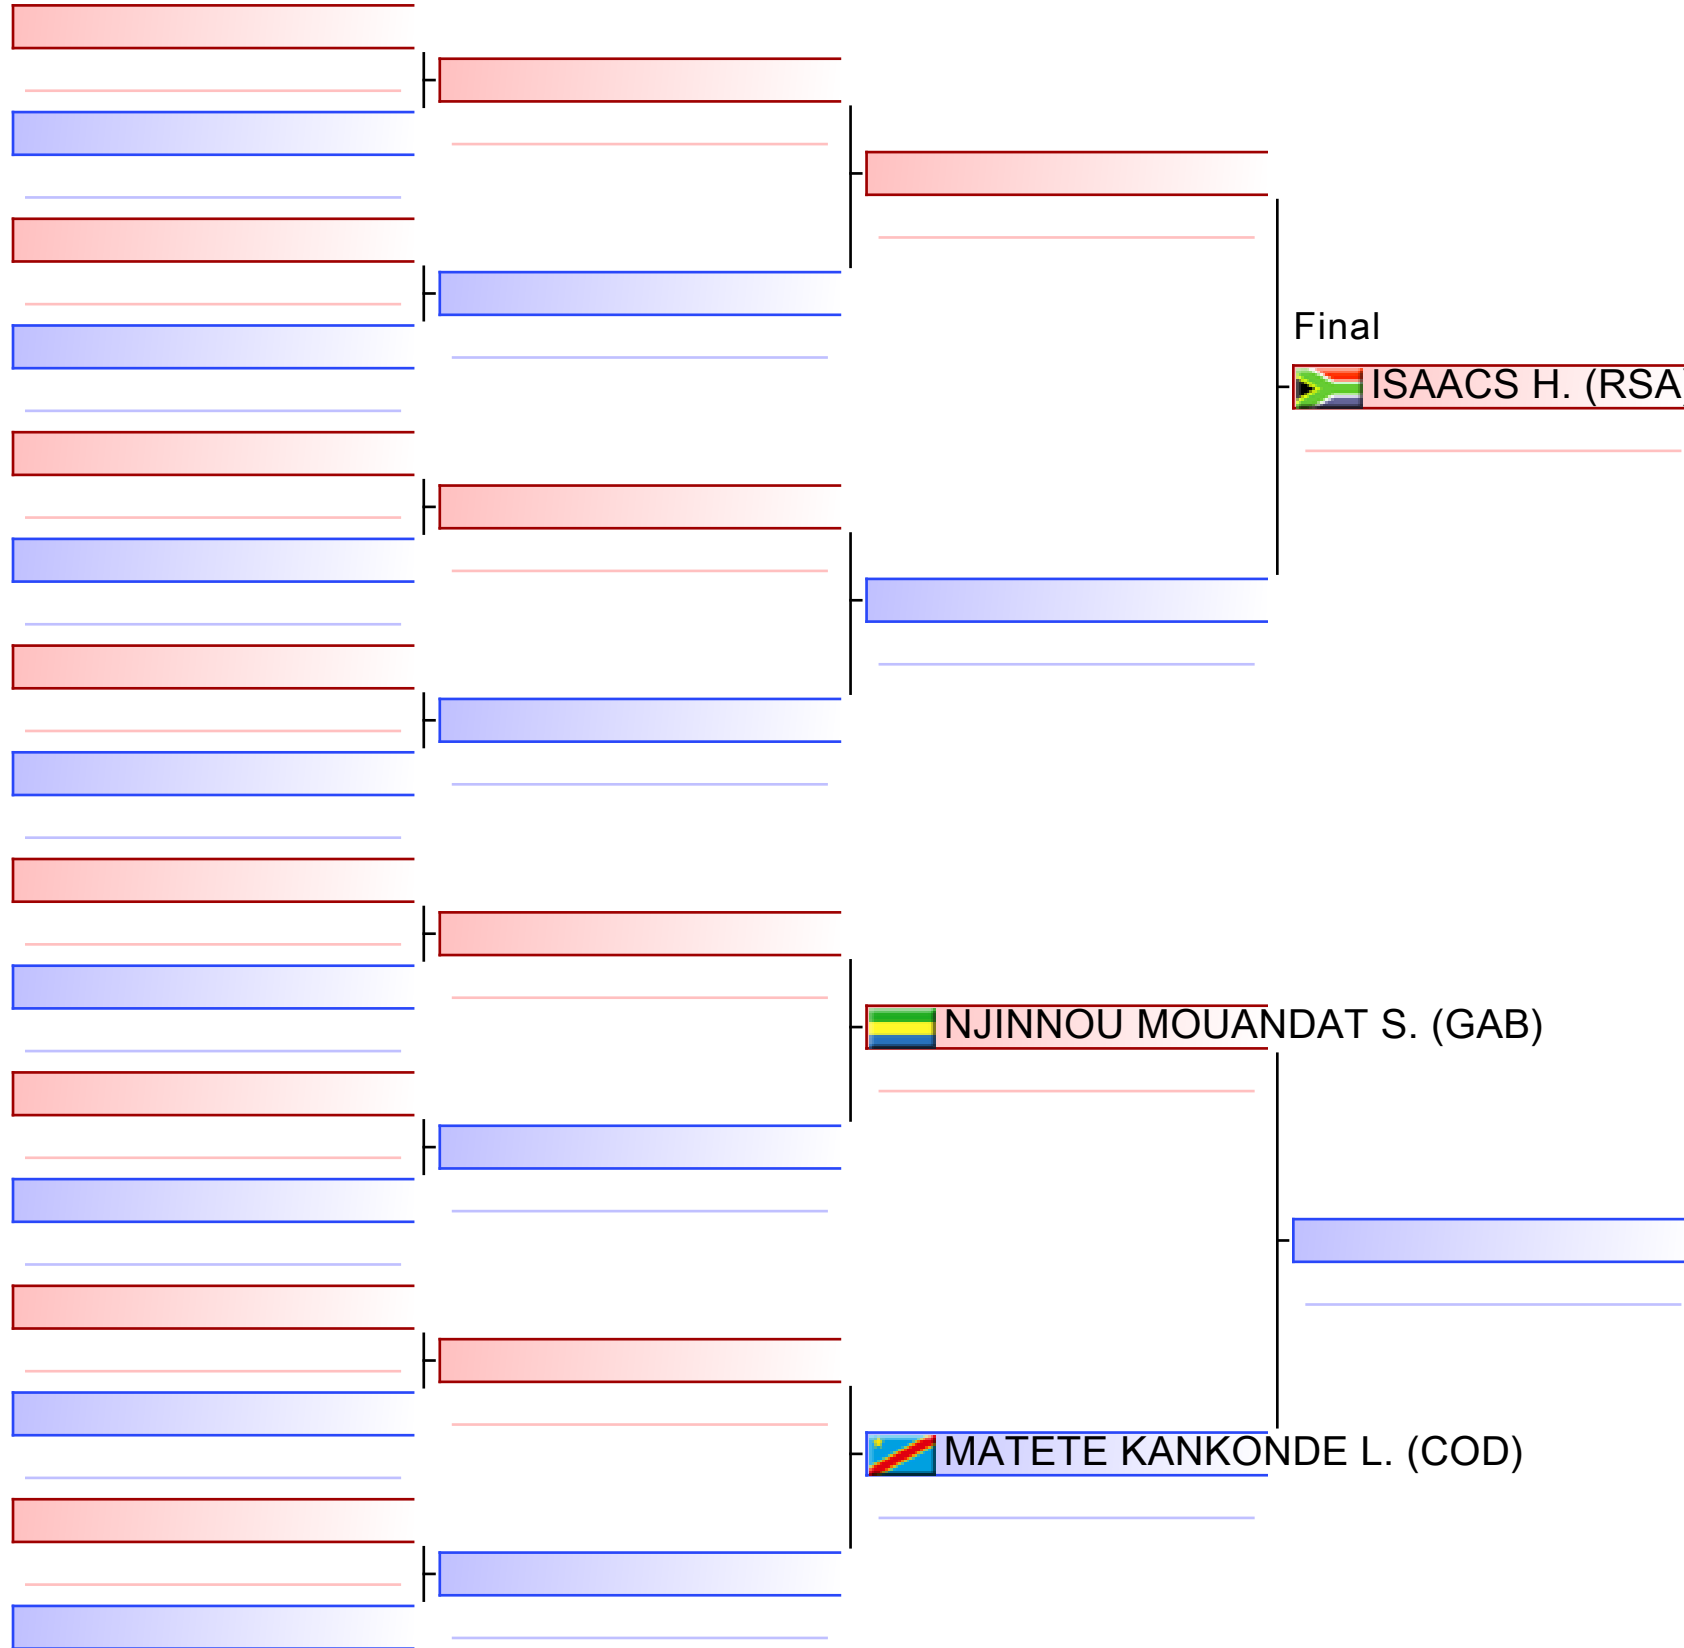 Final
ISAACS H. (RSA)
NJINNOU MOUANDAT S. (GAB)
MATETE KANKONDE L. (COD)